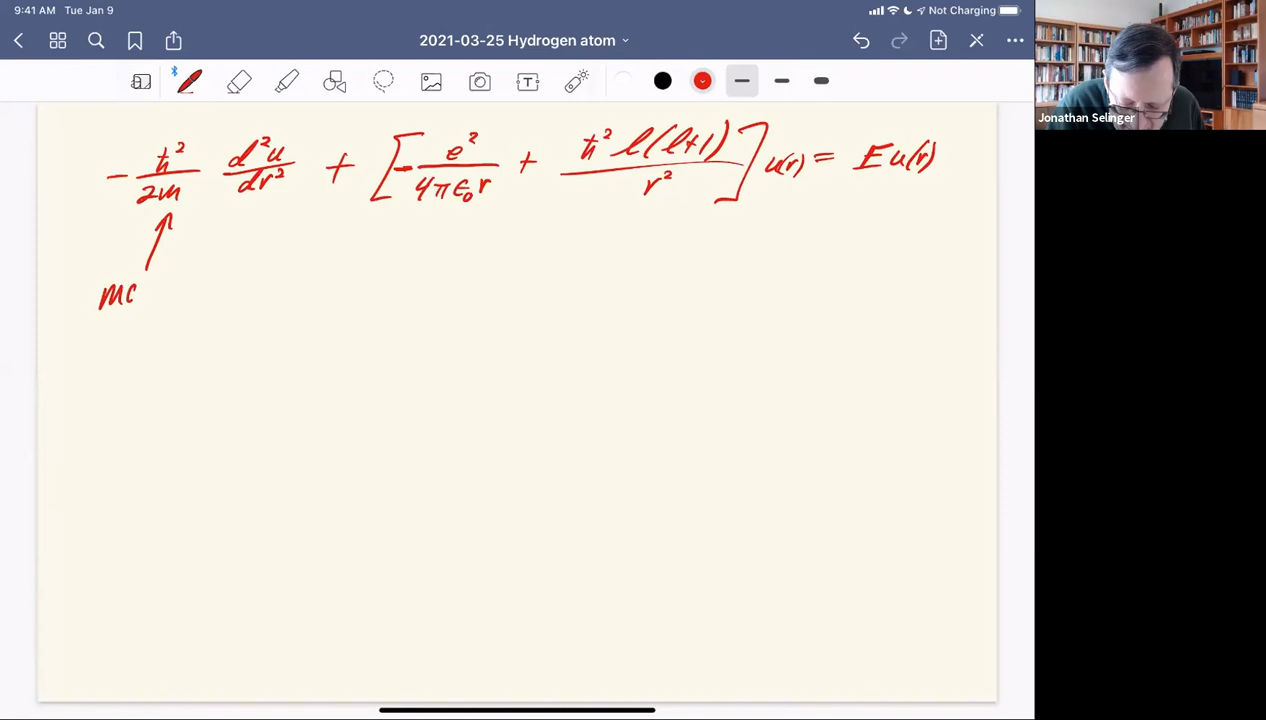 9:41 AM Tue Jan 9
Not Charging
2021-03-25 Hydrogen atom
T
Jonathan Selinger
-ħ²/2m d²u/dr² + [-e²/4πϵ₀r + ħ² l(l+1)/r²] u(r) = E u(r)
mc